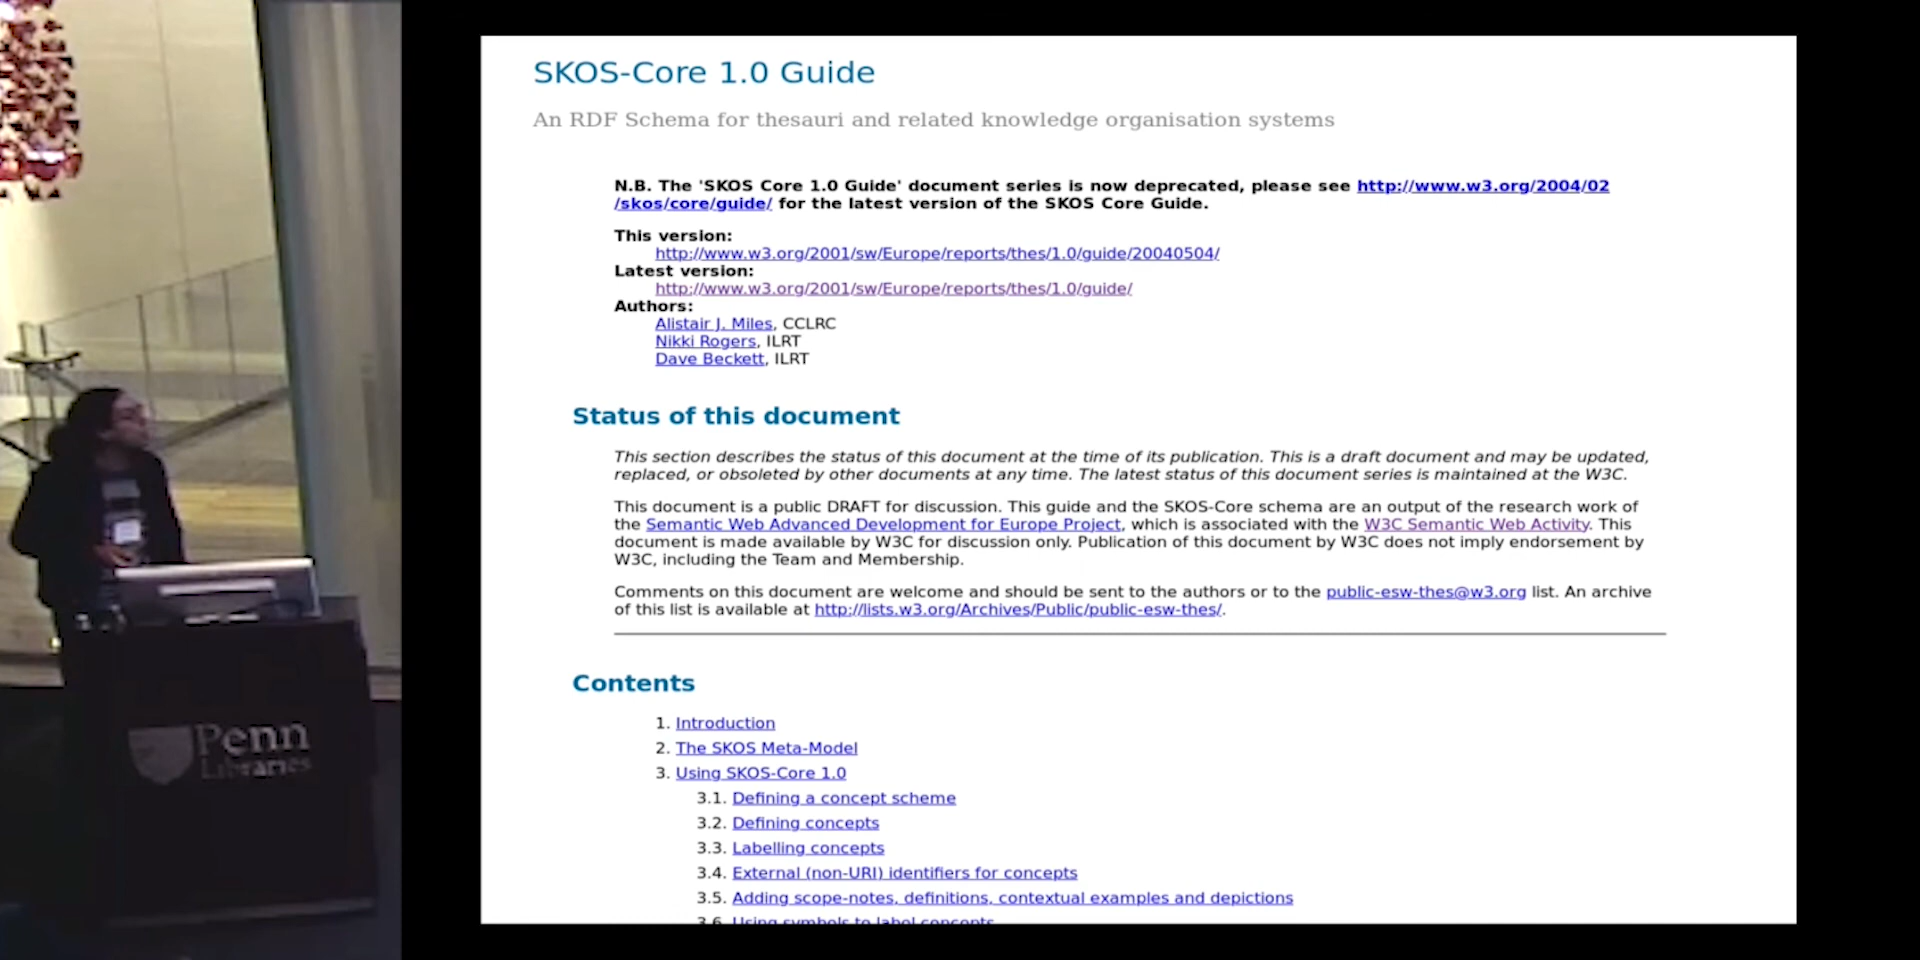 SKOS-Core 1.0 Guide
An RDF Schema for thesauri and related knowledge organisation systems
N.B. The 'SKOS Core 1.0 Guide' document series is now deprecated, please see http://www.w3.org/2004/02
/skos/core/guide/ for the latest version of the SKOS Core Guide.
This version:
http://www.w3.org/2001/sw/Europe/reports/thes/1.0/guide/20040504/
Latest version:
http://www.w3.org/2001/sw/Europe/reports/thes/1.0/guide/
Authors:
Alistair J. Miles, CCLRC
Nikki Rogers, ILRT
Dave Beckett, ILRT
Status of this document
This section describes the status of this document at the time of its publication. This is a draft document and may be updated,
replaced, or obsoleted by other documents at any time. The latest status of this document series is maintained at the W3C.
This document is a public DRAFT for discussion. This guide and the SKOS-Core schema are an output of the research work of
the Semantic Web Advanced Development for Europe Project, which is associated with the W3C Semantic Web Activity. This
document is made available by W3C for discussion only. Publication of this document by W3C does not imply endorsement by
W3C, including the Team and Membership.
Comments on this document are welcome and should be sent to the authors or to the public-esw-thes@w3.org list. An archive
of this list is available at http://lists.w3.org/Archives/Public/public-esw-thes/.
Contents
1. Introduction
2. The SKOS Meta-Model
3. Using SKOS-Core 1.0
3.1. Defining a concept scheme
3.2. Defining concepts
3.3. Labelling concepts
3.4. External (non-URI) identifiers for concepts
3.5. Adding scope-notes, definitions, contextual examples and depictions
3.6. Using symbols to label concepts
Penn
Libraries